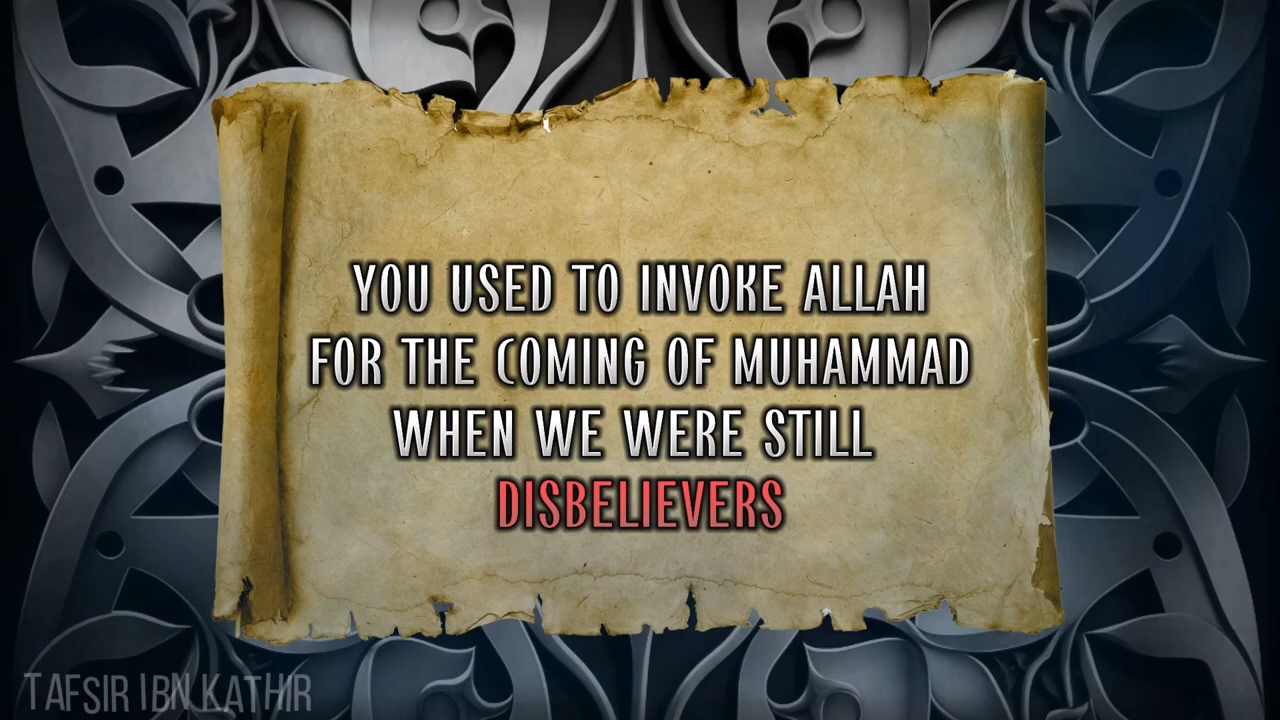 YOU USED TO INVOKE ALLAH
FOR THE COMING OF MUHAMMAD
WHEN WE WERE STILL
DISBELIEVERS
TAFSIR IBN KATHIR